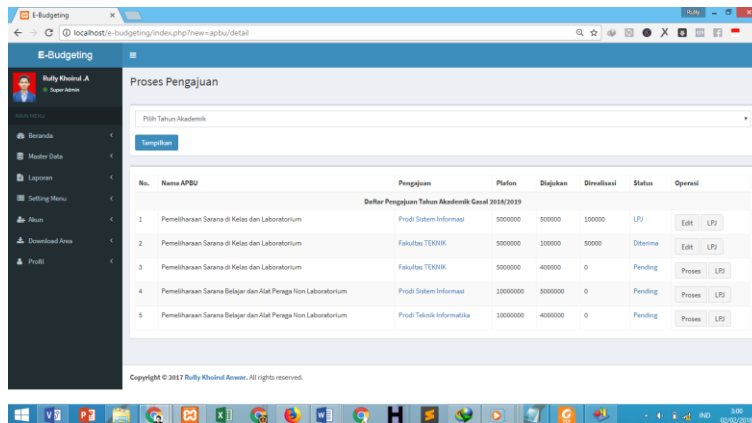 E-Budgeting
Rully
localhost/e-budgeting/index.php?new=apbu/detail
E-Budgeting
Rully Khoirul .A
Super Admin
MAIN MENU
Beranda
Master Data
Laporan
Setting Menu
Akun
Download Area
Profil
Proses Pengajuan
Pilih Tahun Akademik
Tampilkan
No. Nama APBU Pengajuan Plafon Diajukan Direalisasi Status Operasi
Daftar Pengajuan Tahun Akademik Gasal 2018/2019
1 Pemeliharaan Sarana di Kelas dan Laboratorium Prodi Sistem Informasi 5000000 500000 100000 LPJ Edit LPJ
2 Pemeliharaan Sarana di Kelas dan Laboratorium Fakultas TEKNIK 5000000 100000 50000 Diterima Edit LPJ
3 Pemeliharaan Sarana di Kelas dan Laboratorium Fakultas TEKNIK 5000000 400000 0 Pending Proses LPJ
4 Pemeliharaan Sarana Belajar dan Alat Peraga Non Laboratorium Prodi Sistem Informasi 10000000 5000000 0 Pending Proses LPJ
5 Pemeliharaan Sarana Belajar dan Alat Peraga Non Laboratorium Prodi Teknik Informatika 10000000 4000000 0 Pending Proses LPJ
Copyright © 2017 Rully Khoirul Anwar. All rights reserved.
IND
3:00
02/02/2018